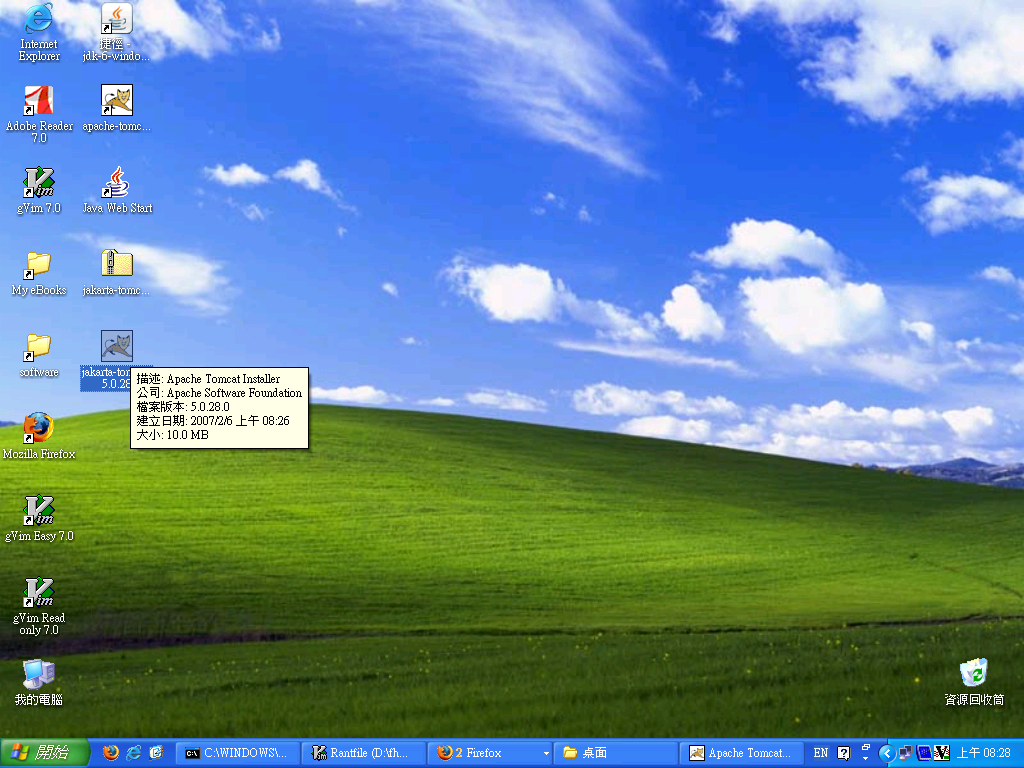 Internet
Explorer
捷徑 -
jdk-6-windo...
Adobe Reader
7.0
apache-tomc...
gVim 7.0
Java Web Start
My eBooks
jakarta-tomc...
software
jakarta-tom
5.0.28
描述: Apache Tomcat Installer
公司: Apache Software Foundation
檔案版本: 5.0.28.0
建立日期: 2007/2/6 上午 08:26
大小: 10.0 MB
Mozilla Firefox
gVim Easy 7.0
gVim Read
only 7.0
我的電腦
資源回收筒
開始
C:\WINDOWS\...
Rantfile (D:\fh...
2 Firefox
桌面
Apache Tomcat...
EN
上午 08:28